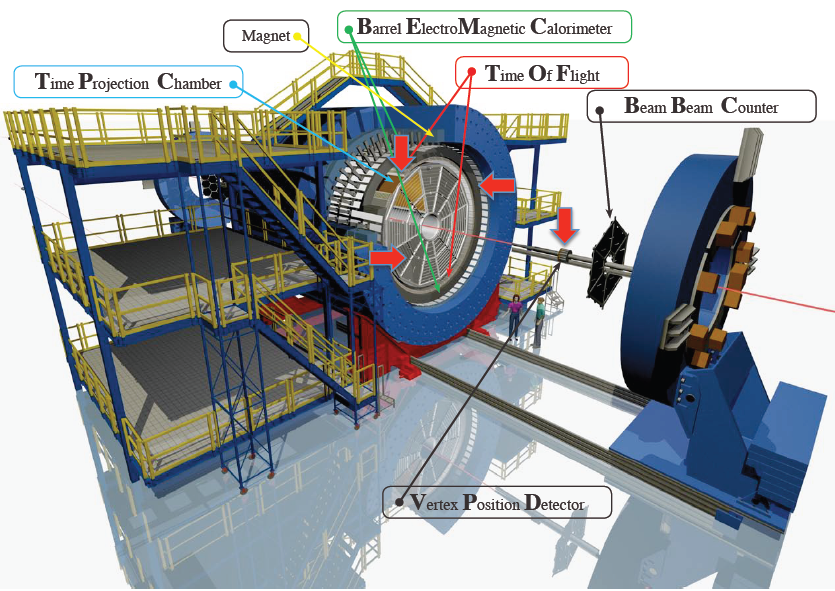 Barrel ElectroMagnetic Calorimeter
Magnet
Time Projection Chamber
Time Of Flight
Beam Beam Counter
Vertex Position Detector